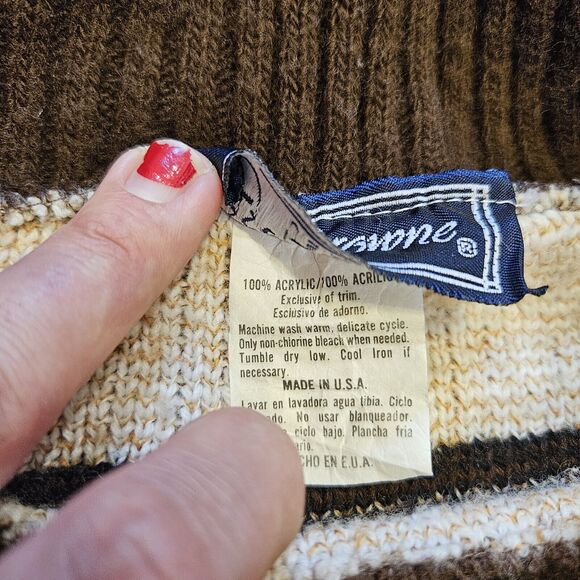 ®
100% ACRYLIC/100% ACRILI
Exclusive of trim.
Esclusivo de adorno.
Machine wash warm, delicate cycle.
Only non-chlorine bleach when needed.
Tumble dry low. Cool Iron if
necessary.
MADE IN U.S.A.
Lavar en lavadora agua tibia. Ciclo
No usar blanqueador.
ciclo bajo. Plancha fria
CHO EN E.U.A.